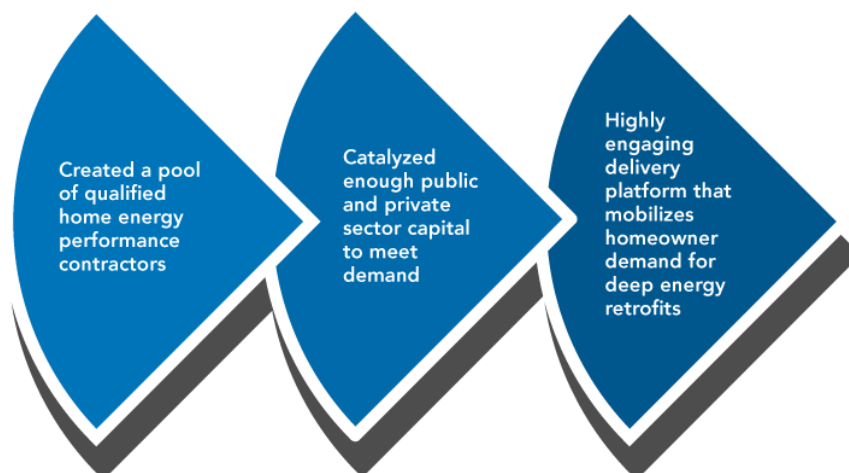 Created a pool
of qualified
home energy
performance
contractors
Catalyzed
enough public
and private
sector capital
to meet
demand
Highly
engaging
delivery
platform that
mobilizes
homeowner
demand for
deep energy
retrofits